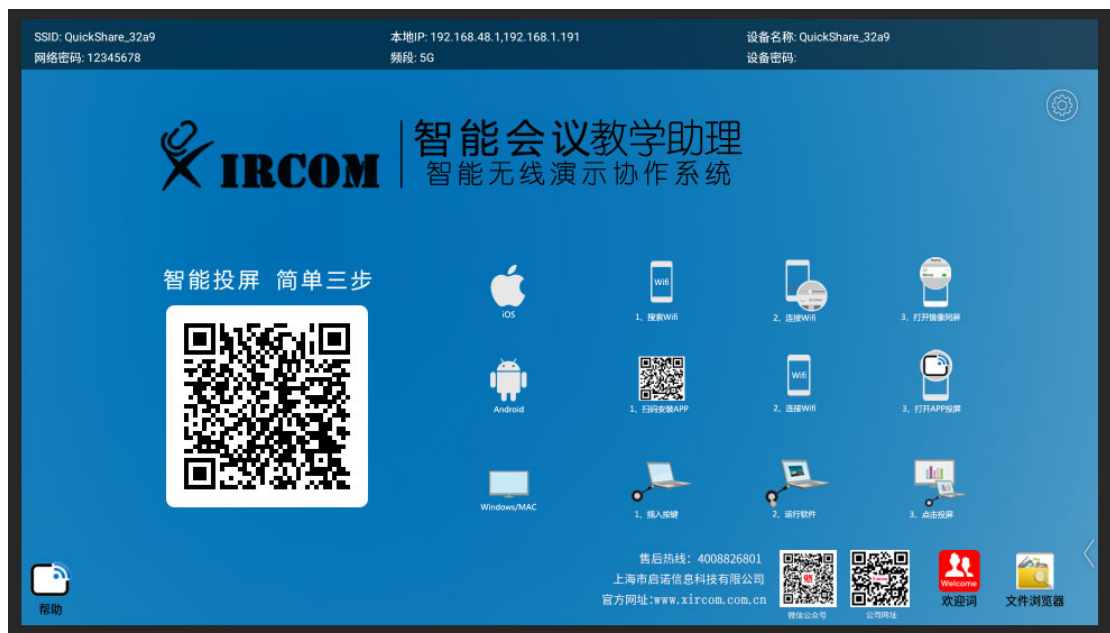 SSID: QuickShare_32a9
本地IP: 192.168.48.1,192.168.1.191
设备名称: QuickShare_32a9
网络密码: 12345678
频段: 5G
设备密码:
XIRCOM
智能会议教学助理
智能无线演示协作系统
智能投屏 简单三步
iOS
Wifi
1、搜索Wifi
2、连接Wifi
3、打开镜像同屏
Android
1、扫码安装APP
Wifi
2、连接Wifi
3、打开APP投屏
Windows/MAC
1、插入按键
2、运行软件
3、点击投屏
售后热线：4008826801
上海市启诺信息科技有限公司
官方网址:www.xircom.com.cn
微信公众号
公司网址
Welcome
欢迎词
文件浏览器
帮助